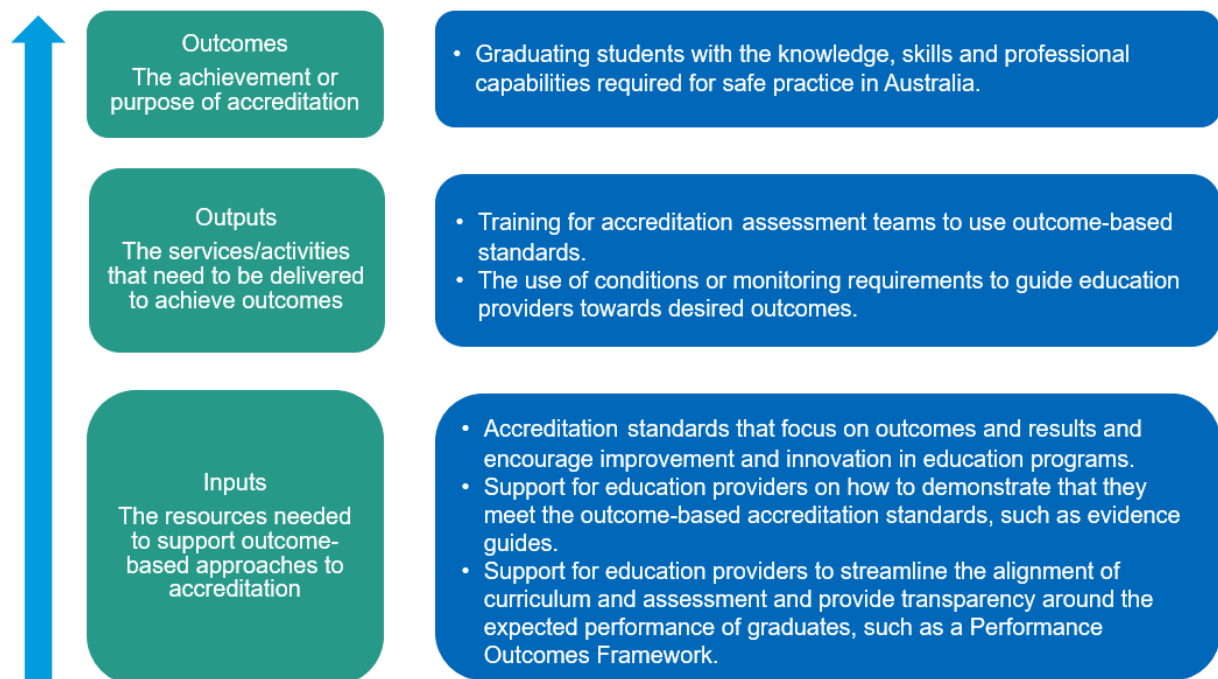 Outcomes
The achievement or
purpose of accreditation
• Graduating students with the knowledge, skills and professional
capabilities required for safe practice in Australia.
Outputs
The services/activities
that need to be delivered
to achieve outcomes
• Training for accreditation assessment teams to use outcome-based
standards.
• The use of conditions or monitoring requirements to guide education
providers towards desired outcomes.
Inputs
The resources needed
to support outcome-
based approaches to
accreditation
• Accreditation standards that focus on outcomes and results and
encourage improvement and innovation in education programs.
• Support for education providers on how to demonstrate that they
meet the outcome-based accreditation standards, such as evidence
guides.
• Support for education providers to streamline the alignment of
curriculum and assessment and provide transparency around the
expected performance of graduates, such as a Performance
Outcomes Framework.